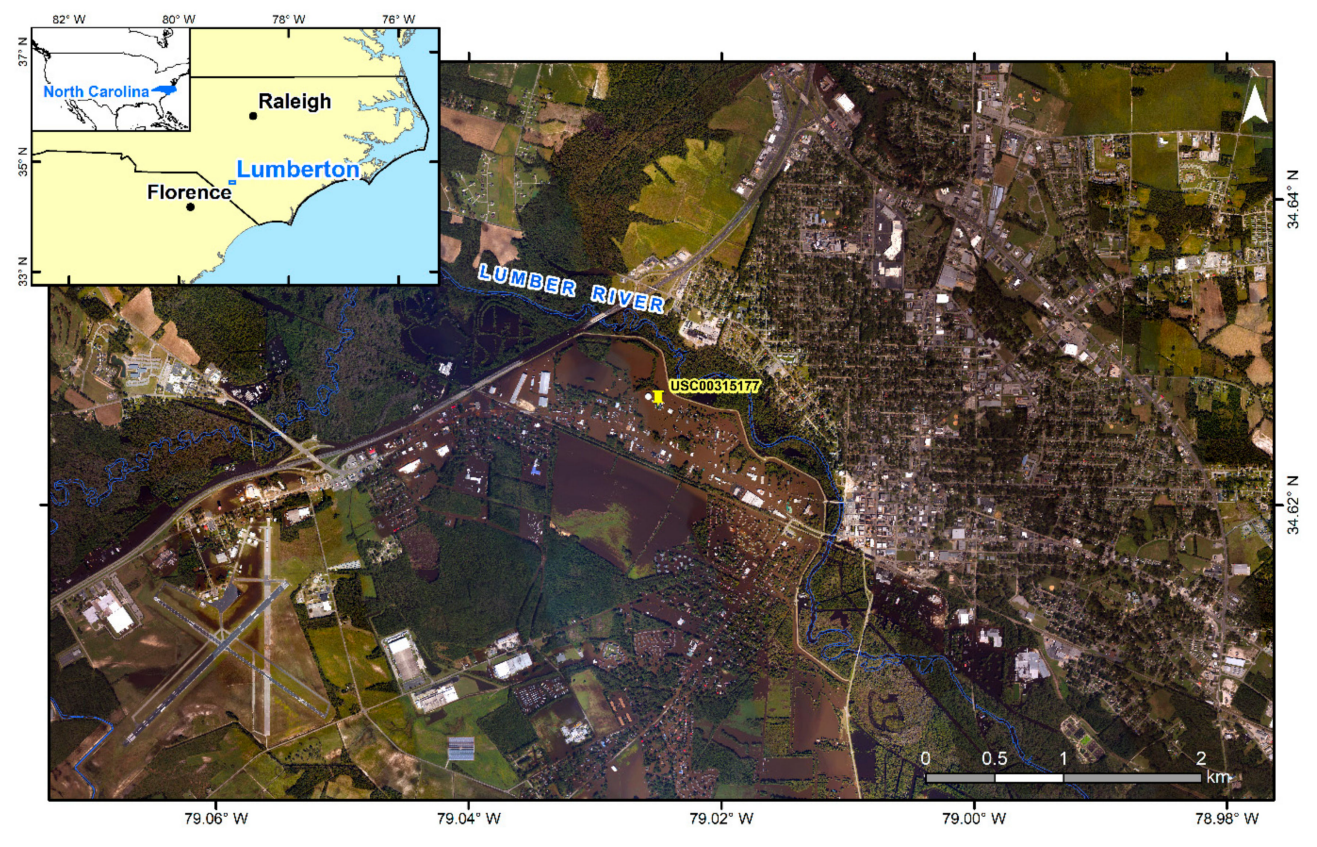 82° W 80° W 78° W 76° W
37° N
35° N
33° N
North Carolina
Raleigh
Lumberton
Florence
LUMBER RIVER
USC00315177
34.64° N
34.62° N
0 0.5 1 2
km
79.06° W 79.04° W 79.02° W 79.00° W 78.98° W